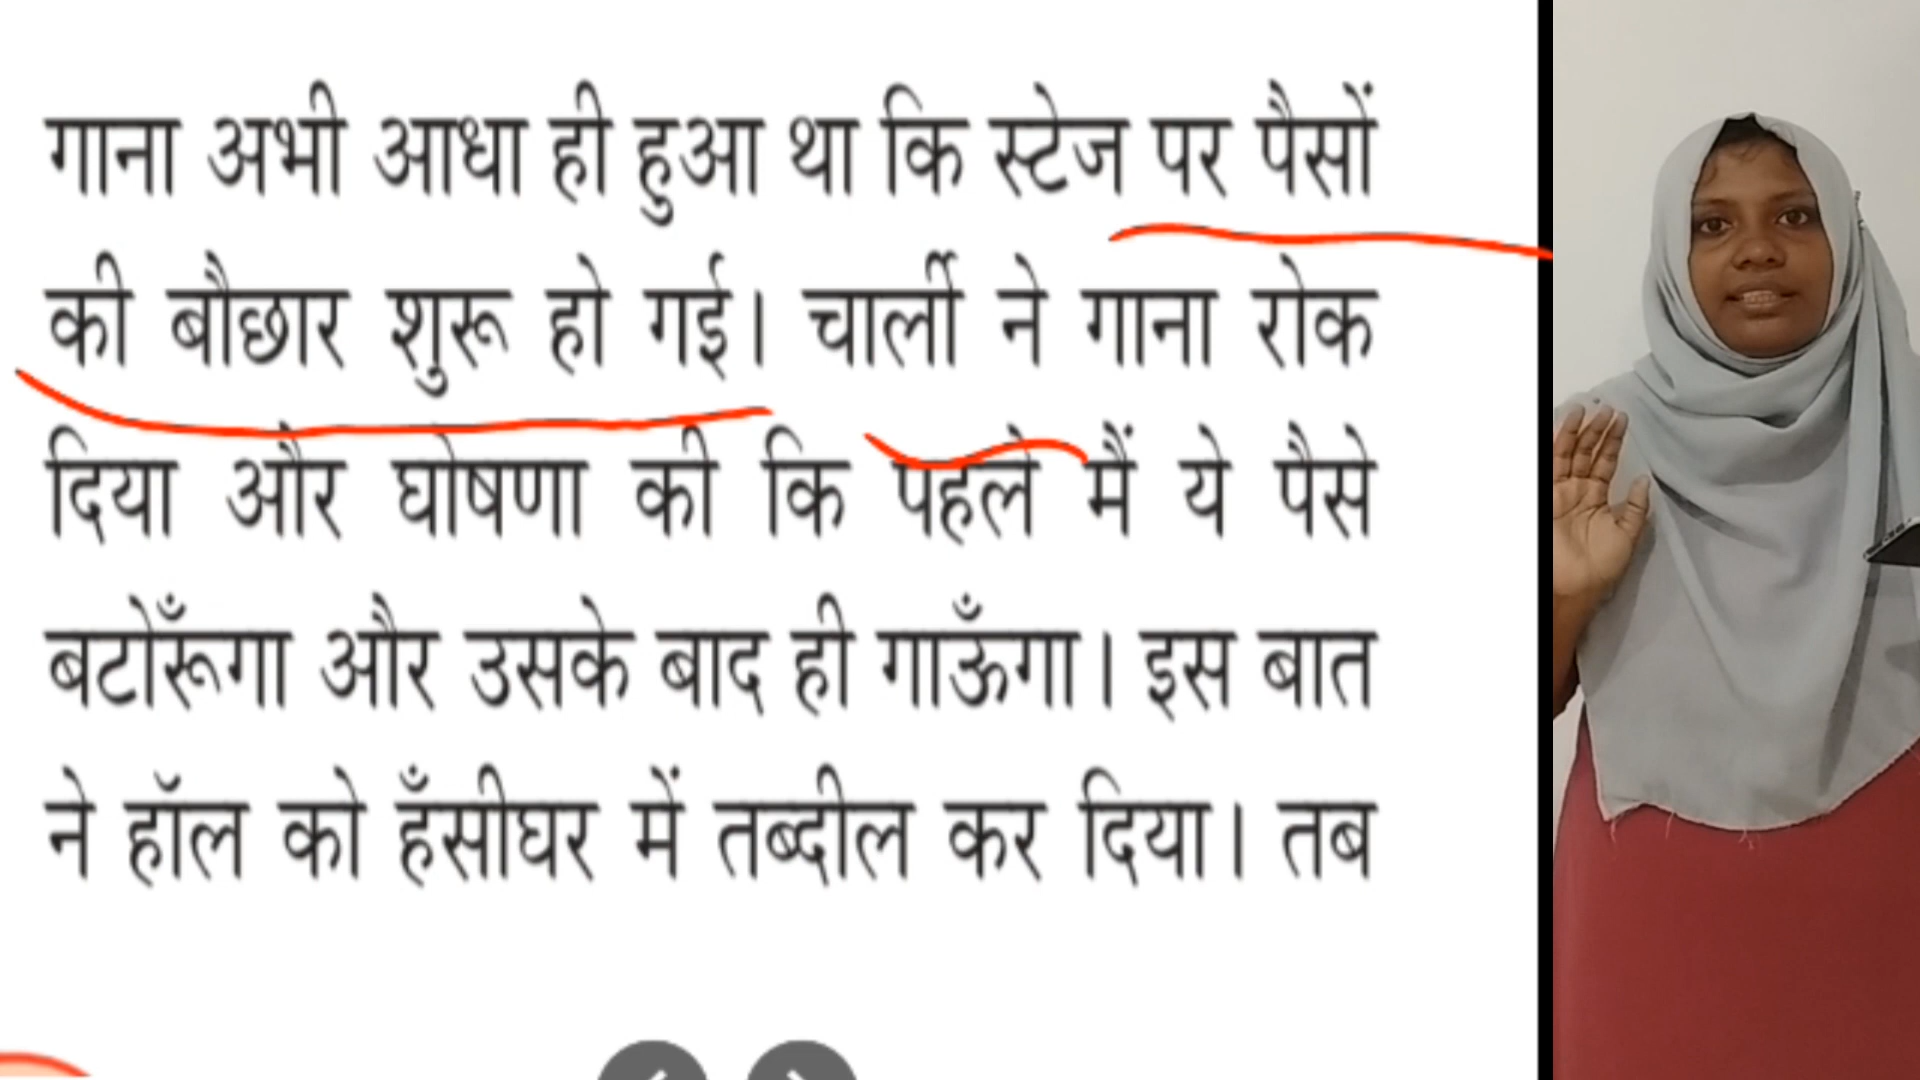 गाना अभी आधा ही हुआ था कि स्टेज पर पैसों
की बौछार शुरू हो गई। चार्ली ने गाना रोक
दिया और घोषणा की कि पहले मैं ये पैसे
बटोरूँगा और उसके बाद ही गाऊँगा। इस बात
ने हॉल को हँसीघर में तब्दील कर दिया। तब